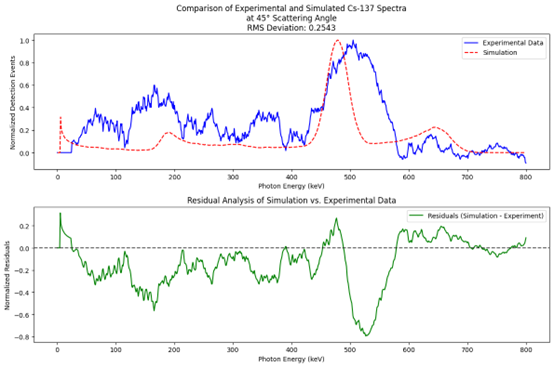 Comparison of Experimental and Simulated Cs-137 Spectra
at 45° Scattering Angle
RMS Deviation: 0.2543
Normalized Detection Events
1.0
0.8
0.6
0.4
0.2
0.0
Experimental Data
Simulation
0 100 200 300 400 500 600 700 800
Photon Energy (keV)
Residual Analysis of Simulation vs. Experimental Data
Normalized Residuals
0.2
0.0
−0.2
−0.4
−0.6
−0.8
Residuals (Simulation - Experiment)
0 100 200 300 400 500 600 700 800
Photon Energy (keV)